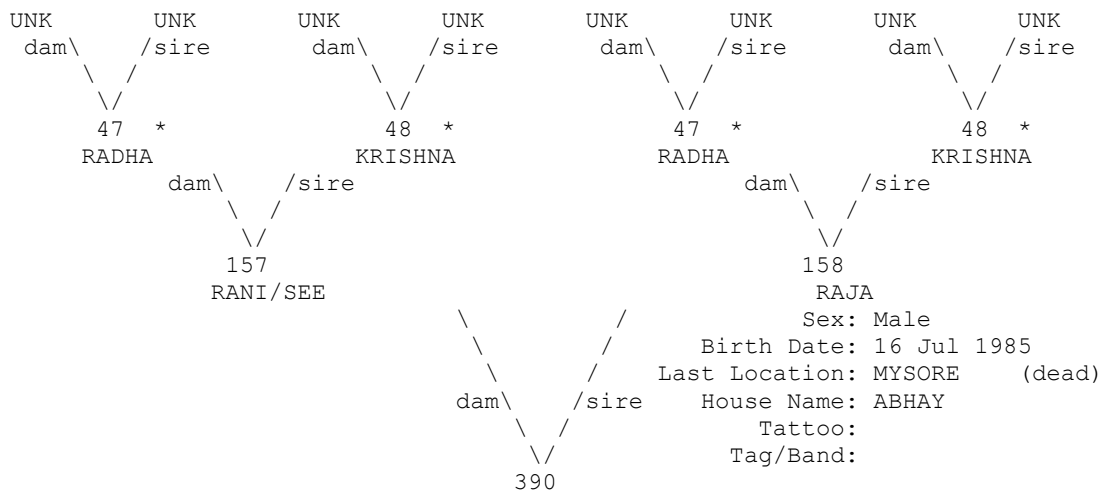 UNK UNK UNK UNK UNK UNK UNK UNK
dam\ /sire dam\ /sire dam\ /sire dam\ /sire
\ / \ / \ / \ /
\/ \/ \/ \/
47 * 48 * 47 * 48 *
RADHA KRISHNA RADHA KRISHNA
dam\ /sire dam\ /sire
\ / \ /
\/ \/
157 158
RANI/SEE RAJA
\ / Sex: Male
\ / Birth Date: 16 Jul 1985
\ / Last Location: MYSORE (dead)
dam\ /sire House Name: ABHAY
\ / Tattoo:
\/ Tag/Band:
390